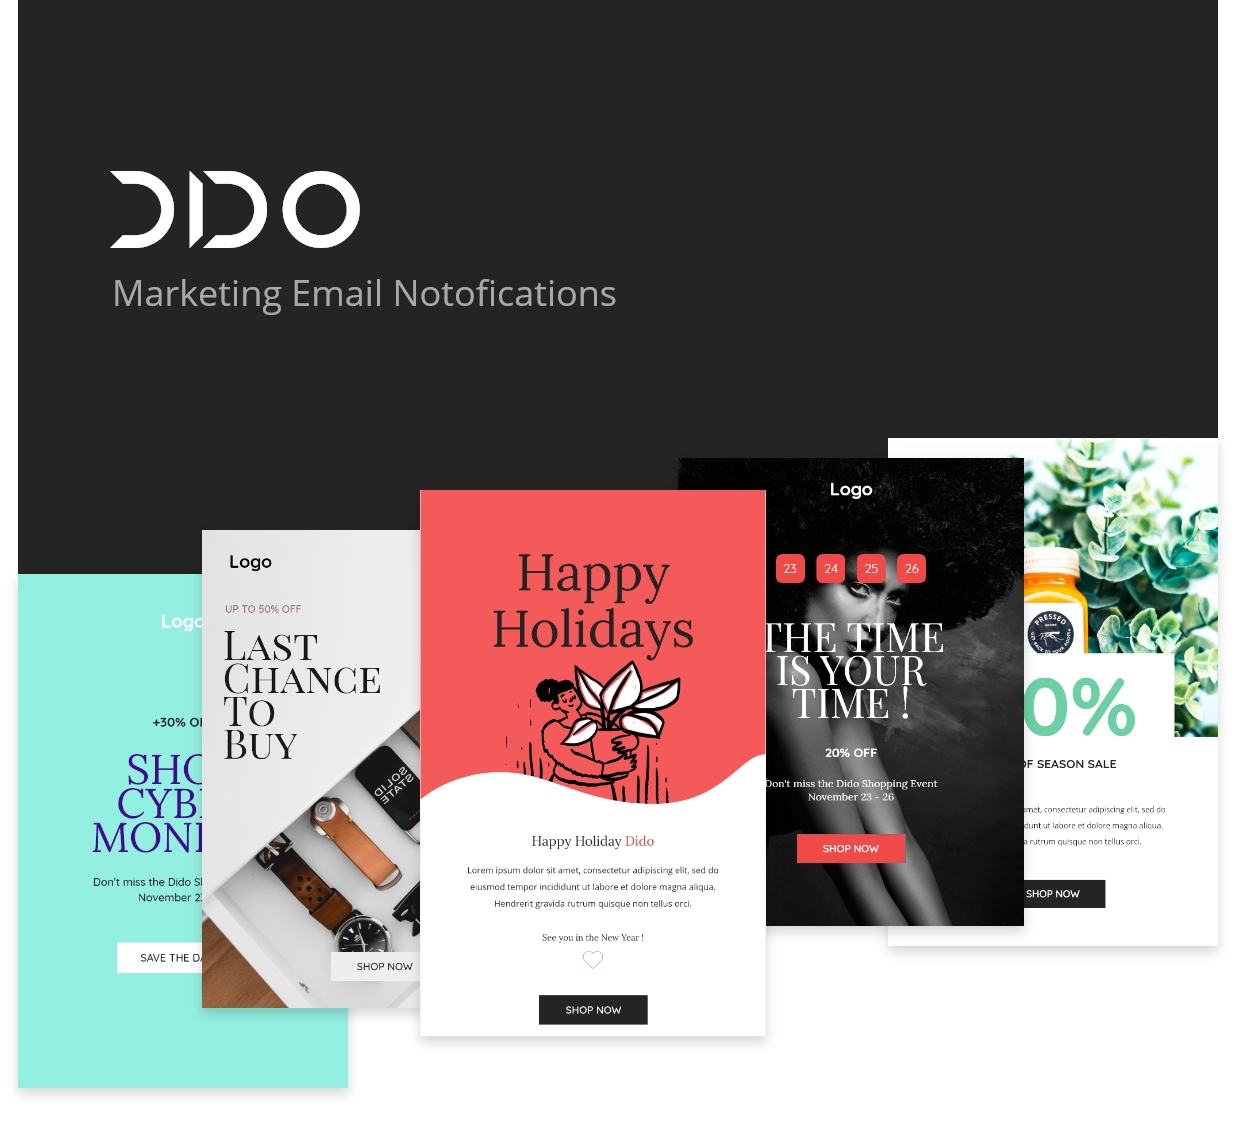 DIDO
Marketing Email Notofications
Logo
SHOP
CYBER
MONDAY
Logo
UP TO 50% OFF
LAST
CHANCE
TO
BUY
SOLID
STATE
SHOP NOW
Happy
Holidays
Happy Holiday Dido
Lorem ipsum dolor sit amet, consectetur adipiscing elit, sed do
eiusmod tempor incididunt ut labore et dolore magna aliqua.
Hendrerit gravida rutrum quisque non tellus orci.
See you in the New Year !
SHOP NOW
Logo
23 24 25 26
THE TIME
IS YOUR
TIME !
20% OFF
Don't miss the Dido Shopping Event
November 23 - 26
SHOP NOW
PRESSED
0%
OF SEASON SALE
amet, consectetur adipiscing elit, sed do
idunt ut labore et dolore magna aliqua.
a rutrum quisque non tellus orci.
SHOP NOW
+30% O
Don't miss the Dido S
November 2
SAVE THE DA